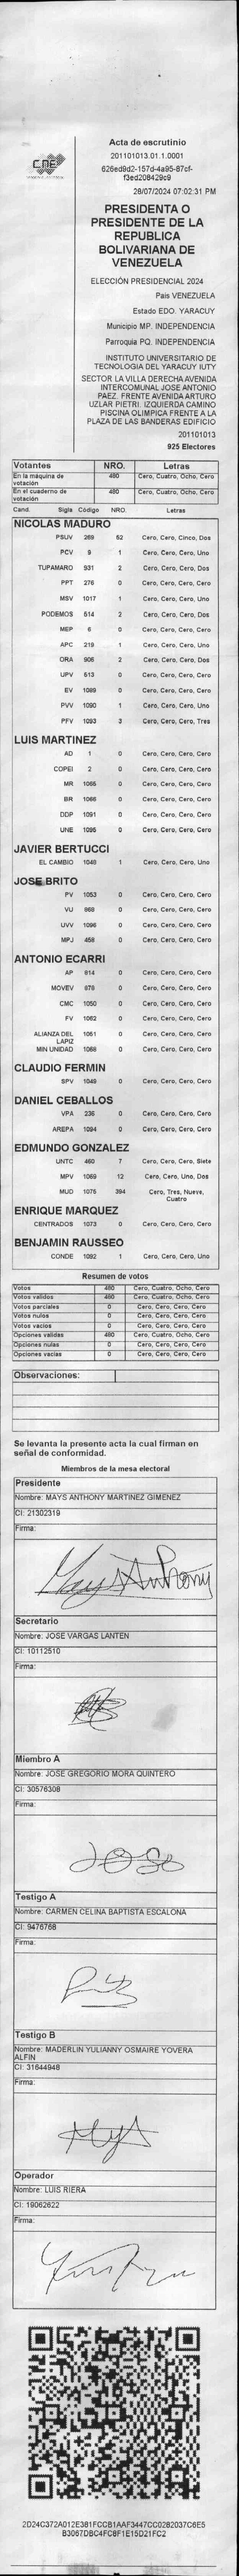 CNE
Acta de escrutinio
201101013.01.1.0001
626ed9d2-157d-4a95-87cf-
f3ed208429c9
28/07/2024 07:02:31 PM
PRESIDENTA O
PRESIDENTE DE LA
REPUBLICA
BOLIVARIANA DE
VENEZUELA
ELECCIÓN PRESIDENCIAL 2024
Pais VENEZUELA
Estado EDO. YARACUY
Municipio MP. INDEPENDENCIA
Parroquia PQ. INDEPENDENCIA
INSTITUTO UNIVERSITARIO DE
TECNOLOGIA DEL YARACUY IUTY
SECTOR LA VILLA DERECHA AVENIDA
INTERCOMUNAL JOSE ANTONIO
PAEZ. FRENTE AVENIDA ARTURO
UZLAR PIETRI IZQUIERDA CAMINO
PISCINA OLIMPICA FRENTE A LA
PLAZA DE LAS BANDERAS EDIFICIO
201101013
925 Electores
Votantes NRO. Letras
En la máquina de votación 480 Cero, Cuatro, Ocho, Cero
En el cuaderno de votación 480 Cero, Cuatro, Ocho, Cero
Cand. Sigla Código NRO. Letras
NICOLAS MADURO
PSUV 269 52 Cero, Cero, Cinco, Dos
PCV 9 1 Cero, Cero, Cero, Uno
TUPAMARO 931 2 Cero, Cero, Cero, Dos
PPT 276 0 Cero, Cero, Cero, Cero
MSV 1017 1 Cero, Cero, Cero, Uno
PODEMOS 514 2 Cero, Cero, Cero, Dos
MEP 6 0 Cero, Cero, Cero, Cero
APC 219 1 Cero, Cero, Cero, Uno
ORA 906 2 Cero, Cero, Cero, Dos
UPV 513 0 Cero, Cero, Cero, Cero
EV 1089 0 Cero, Cero, Cero, Cero
PVV 1090 1 Cero, Cero, Cero, Uno
PFV 1093 3 Cero, Cero, Cero, Tres
LUIS MARTINEZ
AD 1 0 Cero, Cero, Cero, Cero
COPEI 2 0 Cero, Cero, Cero, Cero
MR 1065 0 Cero, Cero, Cero, Cero
BR 1066 0 Cero, Cero, Cero, Cero
DDP 1091 0 Cero, Cero, Cero, Cero
UNE 1095 0 Cero, Cero, Cero, Cero
JAVIER BERTUCCI
EL CAMBIO 1048 1 Cero, Cero, Cero, Uno
JOSE BRITO
PV 1053 0 Cero, Cero, Cero, Cero
VU 868 0 Cero, Cero, Cero, Cero
UVV 1096 0 Cero, Cero, Cero, Cero
MPJ 458 0 Cero, Cero, Cero, Cero
ANTONIO ECARRI
AP 814 0 Cero, Cero, Cero, Cero
MOVEV 878 0 Cero, Cero, Cero, Cero
CMC 1050 0 Cero, Cero, Cero, Cero
FV 1062 0 Cero, Cero, Cero, Cero
ALIANZA DEL LAPIZ 1051 0 Cero, Cero, Cero, Cero
MIN UNIDAD 1068 0 Cero, Cero, Cero, Cero
CLAUDIO FERMIN
SPV 1049 0 Cero, Cero, Cero, Cero
DANIEL CEBALLOS
VPA 236 0 Cero, Cero, Cero, Cero
AREPA 1094 0 Cero, Cero, Cero, Cero
EDMUNDO GONZALEZ
UNTC 460 7 Cero, Cero, Cero, Siete
MPV 1069 12 Cero, Cero, Uno, Dos
MUD 1075 394 Cero, Tres, Nueve, Cuatro
ENRIQUE MARQUEZ
CENTRADOS 1073 0 Cero, Cero, Cero, Cero
BENJAMIN RAUSSEO
CONDE 1092 1 Cero, Cero, Cero, Uno
Resumen de votos
Votos 480 Cero, Cuatro, Ocho, Cero
Votos validos 480 Cero, Cuatro, Ocho, Cero
Votos parciales 0 Cero, Cero, Cero, Cero
Votos nulos 0 Cero, Cero, Cero, Cero
Votos vacios 0 Cero, Cero, Cero, Cero
Opciones validas 480 Cero, Cuatro, Ocho, Cero
Opciones nulas 0 Cero, Cero, Cero, Cero
Opciones vacias 0 Cero, Cero, Cero, Cero
Observaciones:
Se levanta la presente acta la cual firman en
señal de conformidad.
Miembros de la mesa electoral
Presidente
Nombre: MAYS ANTHONY MARTINEZ GIMENEZ
CI: 21302319
Firma:
Mays Anthony
Secretario
Nombre: JOSE VARGAS LANTEN
CI: 10112510
Firma:
Miembro A
Nombre: JOSE GREGORIO MORA QUINTERO
CI: 30576308
Firma:
Jose
Testigo A
Nombre: CARMEN CELINA BAPTISTA ESCALONA
CI: 9476768
Firma:
Testigo B
Nombre: MADERLIN YULIANNY OSMAIRE YOVERA
ALFIN
CI: 31644948
Firma:
Operador
Nombre: LUIS RIERA
CI: 19062622
Firma:
2D24C372A012E3B1FCCB1AAF3447CC0282037C6E5
B3067DBC4FC8F1E15D21FC2